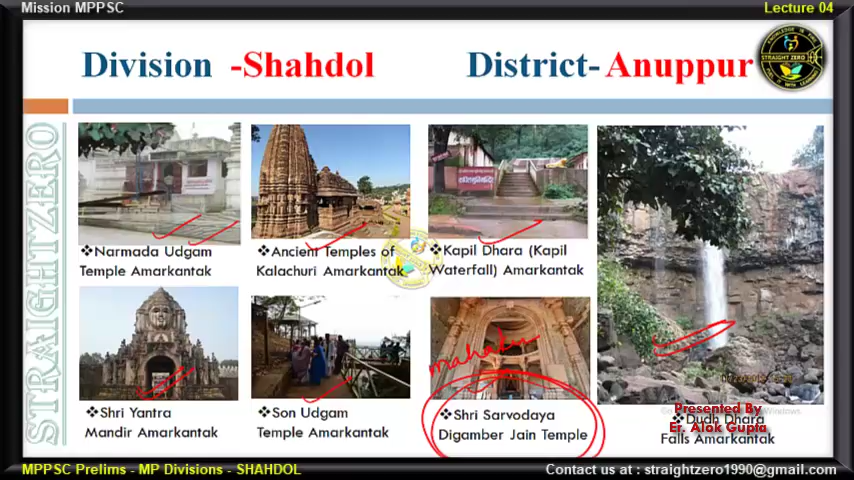 Mission MPPSC
Lecture 04
Division -Shahdol
District- Anuppur
STRAIGHT ZERO
STRAIGHTZERO
❖Narmada Udgam
Temple Amarkantak
❖Ancient Temples of
Kalachuri Amarkantak
❖Kapil Dhara (Kapil
Waterfall) Amarkantak
❖Shri Yantra
Mandir Amarkantak
❖Son Udgam
Temple Amarkantak
❖Shri Sarvodaya
Digamber Jain Temple
❖Dudh Dhara
Falls Amarkantak
Presented By
Er. Alok Gupta
MPPSC Prelims - MP Divisions - SHAHDOL
Contact us at : straightzero1990@gmail.com